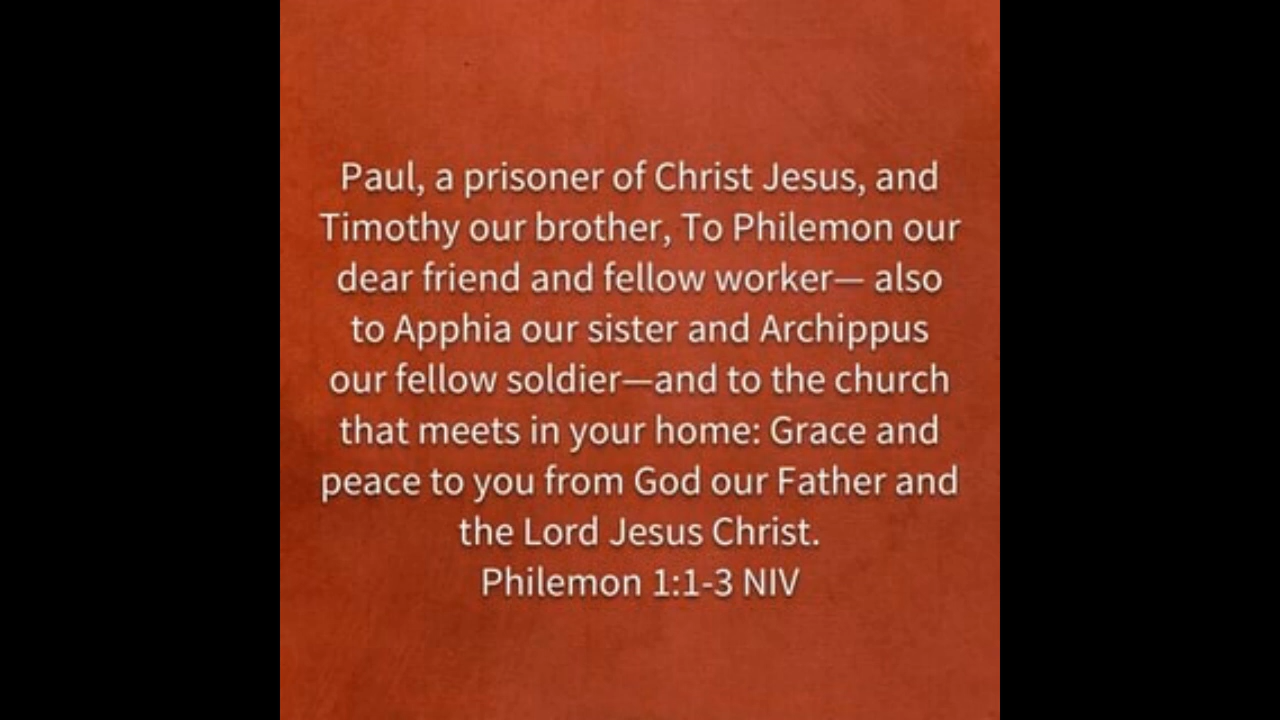 Paul, a prisoner of Christ Jesus, and
Timothy our brother, To Philemon our
dear friend and fellow worker— also
to Apphia our sister and Archippus
our fellow soldier—and to the church
that meets in your home: Grace and
peace to you from God our Father and
the Lord Jesus Christ.
Philemon 1:1-3 NIV